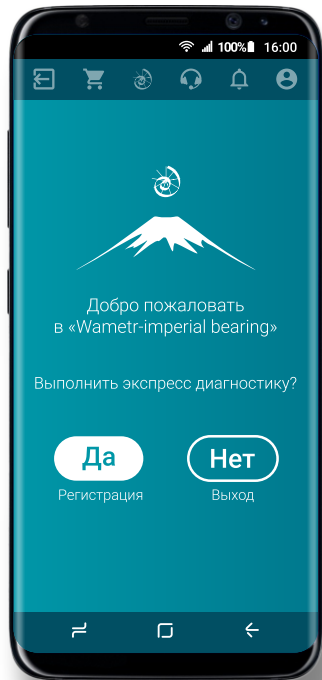 100% 16:00
Добро пожаловать
в «Wametr-imperial bearing»
Выполнить экспресс диагностику?
Да Нет
Регистрация Выход